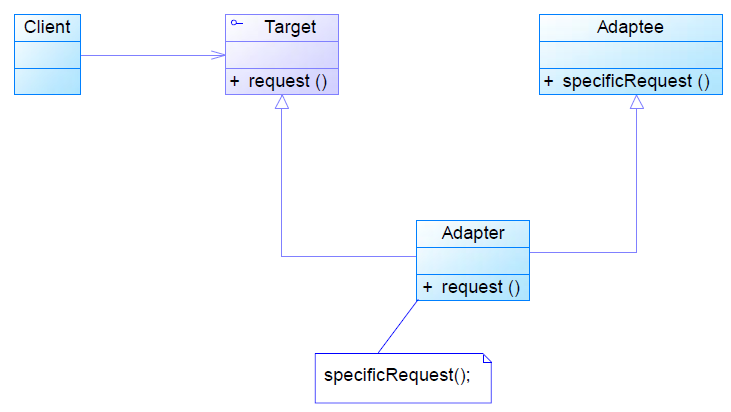 Client
Target
+ request ()
Adaptee
+ specificRequest ()
Adapter
+ request ()
specificRequest();